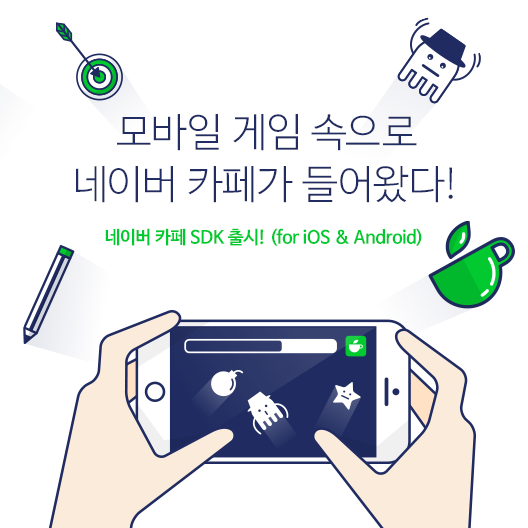 모바일 게임 속으로
네이버 카페가 들어왔다!
네이버 카페 SDK 출시! (for iOS & Android)